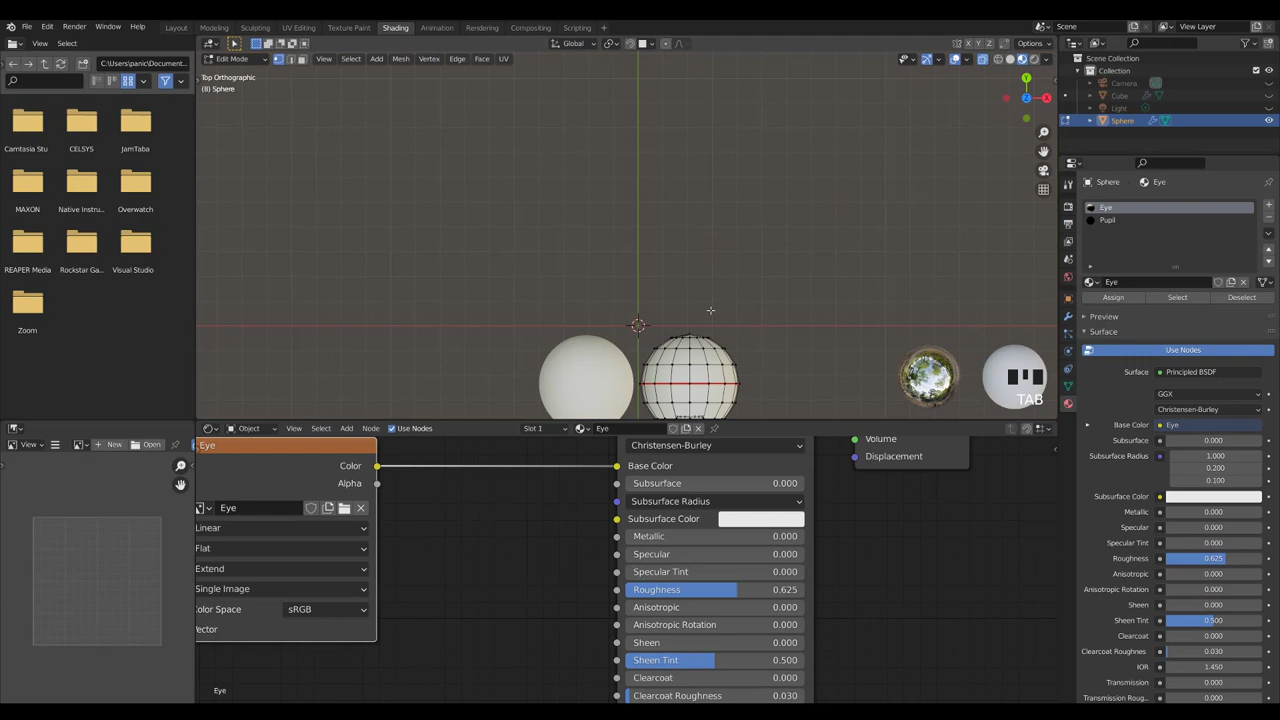 File Edit Render Window Help Layout Modeling Sculpting UV Editing Texture Paint Shading Animation Rendering Compositing Scripting + Scene View Layer
View Select Global Options
C:\Users\panic\Document...
Edit Mode View Select Add Mesh Vertex Edge Face UV
Top Orthographic
(8) Sphere
X Y Z
Y
X
Z
Camtasia Stu
CELSYS
JamTaba
MAXON
Native Instru...
Overwatch
REAPER Media
Rockstar Ga...
Visual Studio
Zoom
TAB
Scene Collection
Collection
Camera
Cube
Light
Sphere
Sphere Eye
Eye
Pupil
Eye
Assign Select Deselect
Preview
Surface
Use Nodes
Surface Principled BSDF
GGX
Christensen-Burley
Base Color Eye
Subsurface 0.000
Subsurface Radius 1.000
0.200
0.100
Subsurface Color
Metallic 0.000
Specular 0.000
Specular Tint 0.000
Roughness 0.625
Anisotropic 0.000
Anisotropic Rotation 0.000
Sheen 0.000
Sheen Tint 0.500
Clearcoat 0.000
Clearcoat Roughnes 0.030
IOR 1.450
Transmission 0.000
Transmission Roug... 0.000
View New Open
Object View Select Add Node Use Nodes Slot 1 Eye
Eye
Color
Alpha
Eye
Linear
Flat
Extend
Single Image
Color Space sRGB
Vector
Christensen-Burley
Base Color
Subsurface 0.000
Subsurface Radius
Subsurface Color
Metallic 0.000
Specular 0.000
Specular Tint 0.000
Roughness 0.625
Anisotropic 0.000
Anisotropic Rotation 0.000
Sheen 0.000
Sheen Tint 0.500
Clearcoat 0.000
Clearcoat Roughness 0.030
Volume
Displacement
Eye